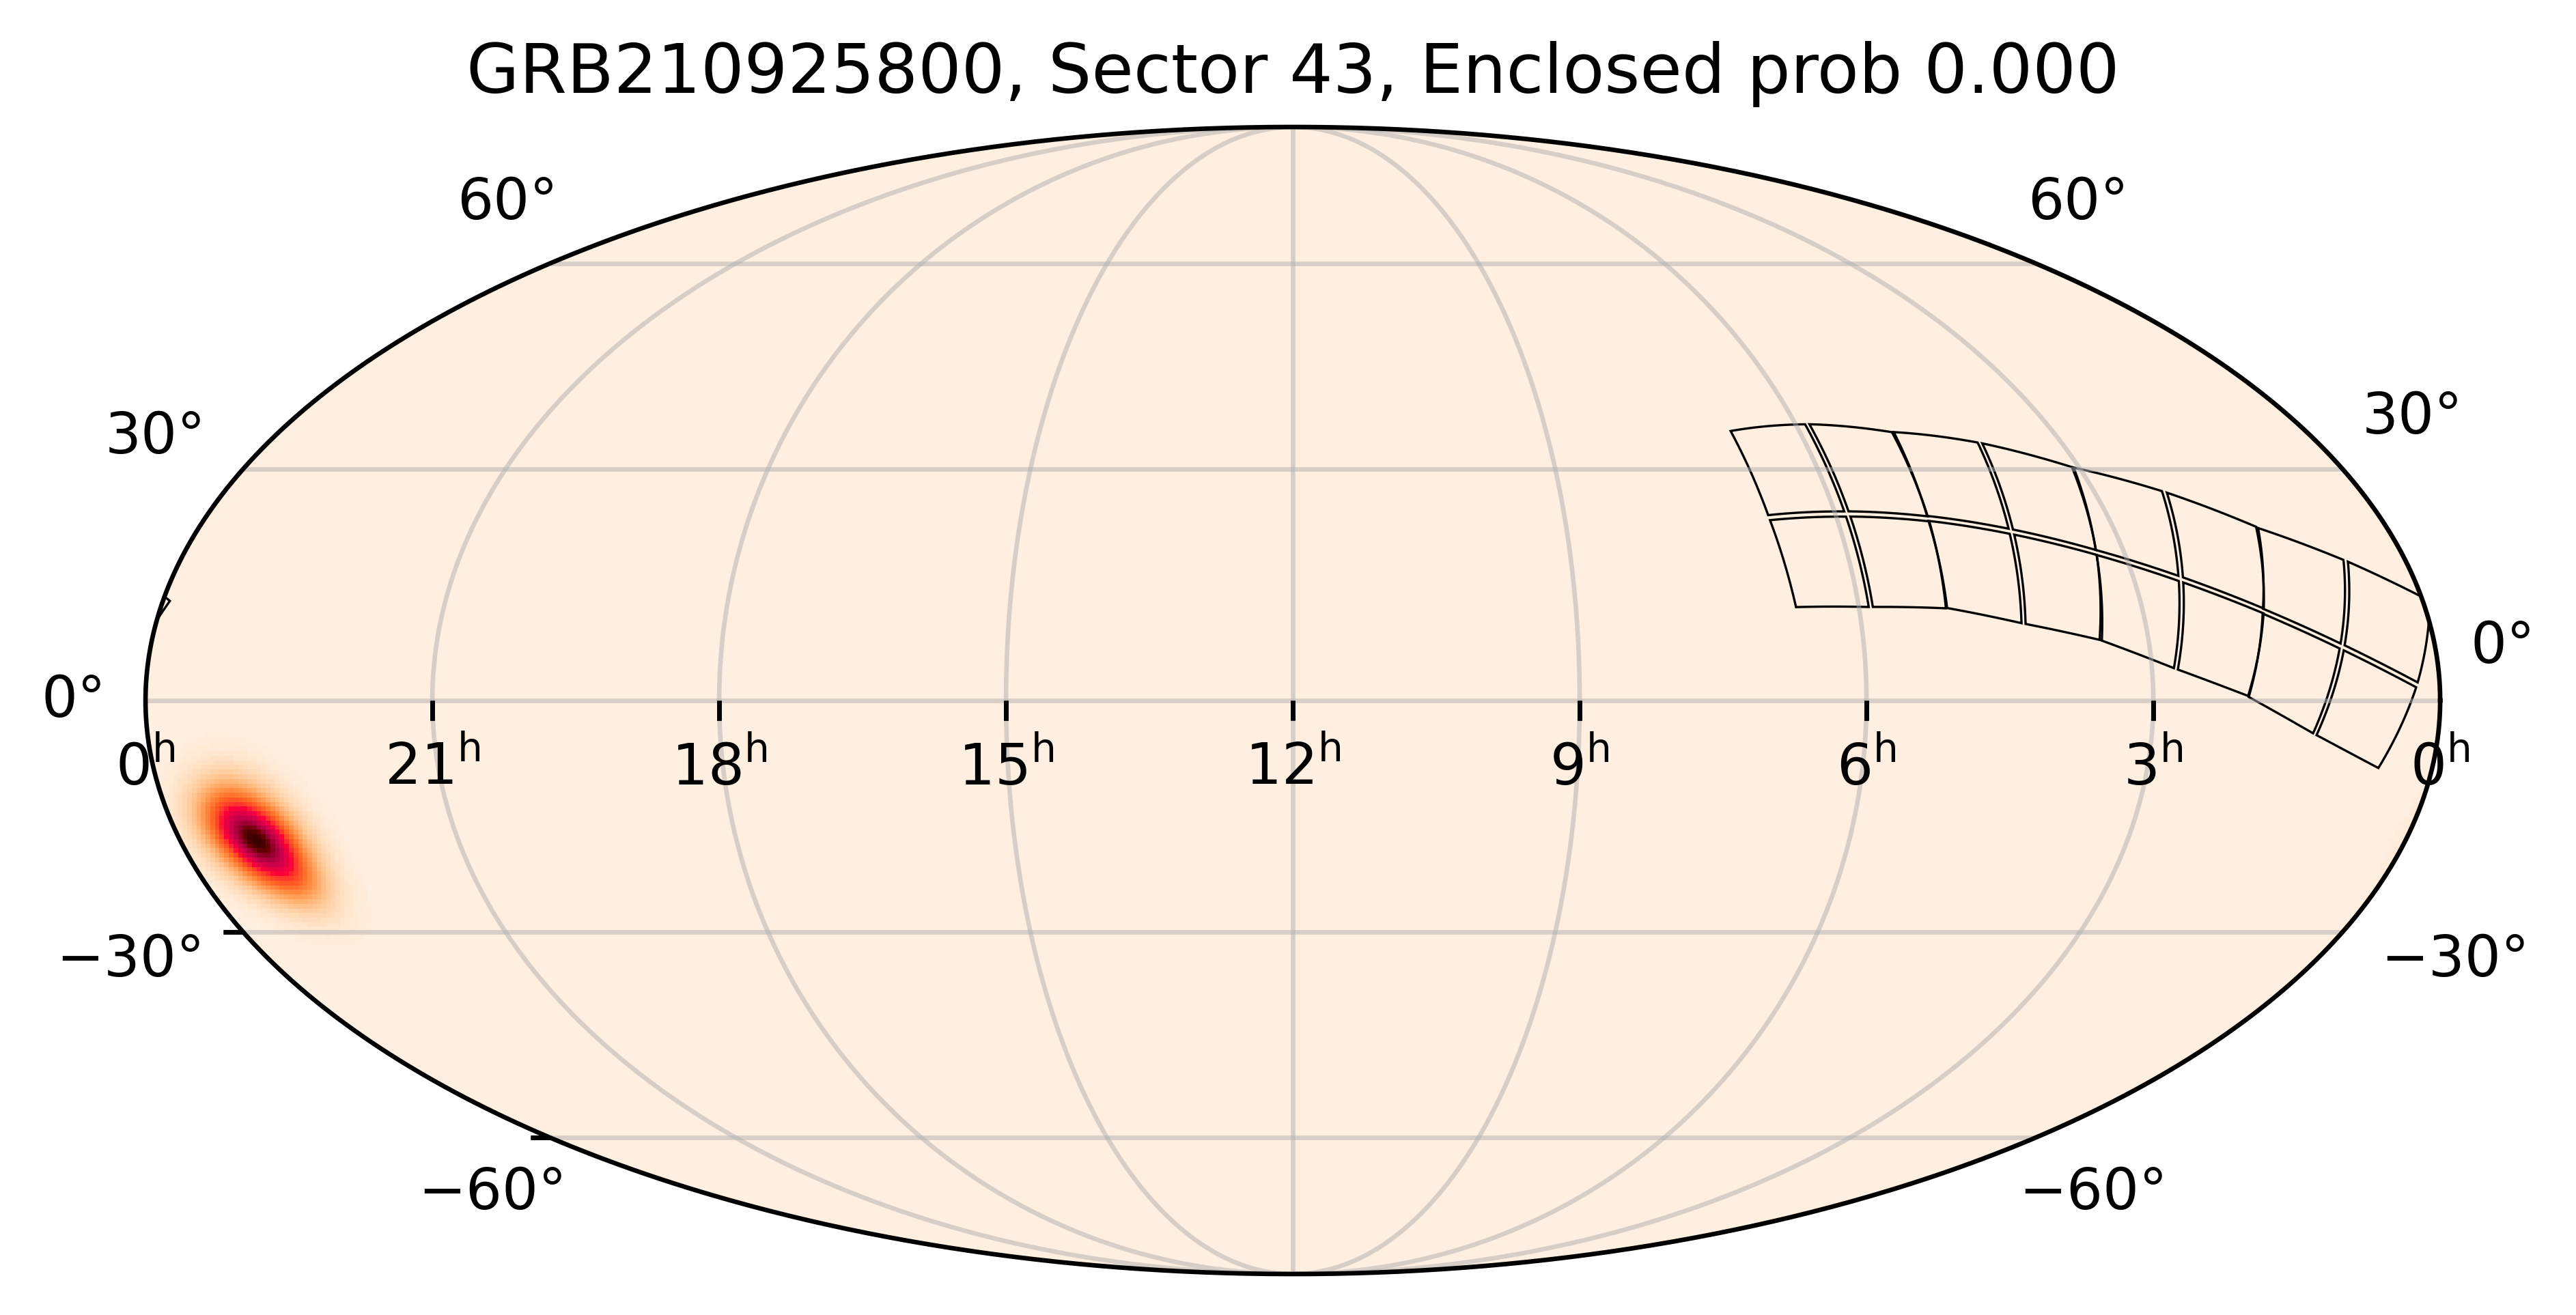 GRB210925800, Sector 43, Enclosed prob 0.000
60° 60°
30° 30°
0° 0°
0ʰ 21ʰ 18ʰ 15ʰ 12ʰ 9ʰ 6ʰ 3ʰ 0ʰ
−30° −30°
−60° −60°